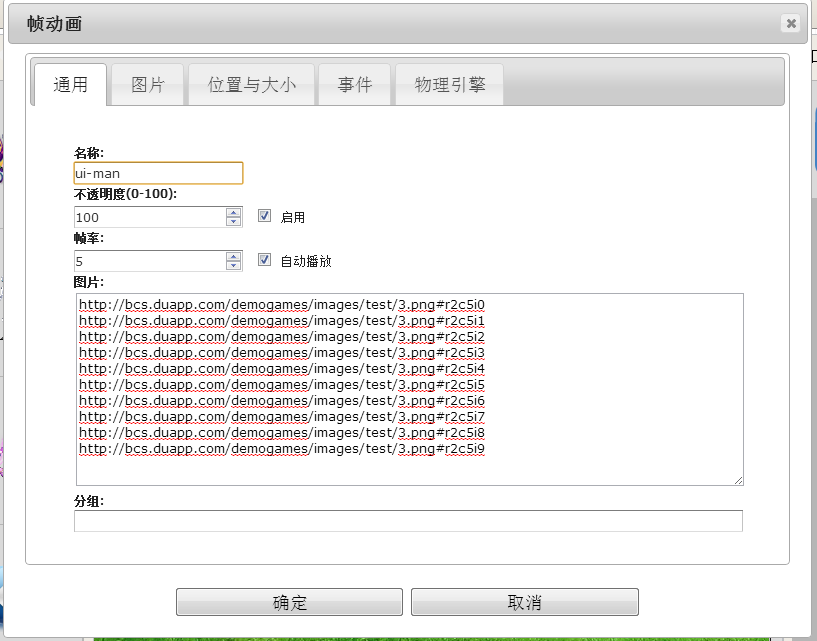 帧动画
通用 图片 位置与大小 事件 物理引擎
名称:
ui-man
不透明度(0-100):
100 启用
帧率:
5 自动播放
图片:
http://bcs.duapp.com/demogames/images/test/3.png#r2c5i0
http://bcs.duapp.com/demogames/images/test/3.png#r2c5i1
http://bcs.duapp.com/demogames/images/test/3.png#r2c5i2
http://bcs.duapp.com/demogames/images/test/3.png#r2c5i3
http://bcs.duapp.com/demogames/images/test/3.png#r2c5i4
http://bcs.duapp.com/demogames/images/test/3.png#r2c5i5
http://bcs.duapp.com/demogames/images/test/3.png#r2c5i6
http://bcs.duapp.com/demogames/images/test/3.png#r2c5i7
http://bcs.duapp.com/demogames/images/test/3.png#r2c5i8
http://bcs.duapp.com/demogames/images/test/3.png#r2c5i9
分组:
确定 取消